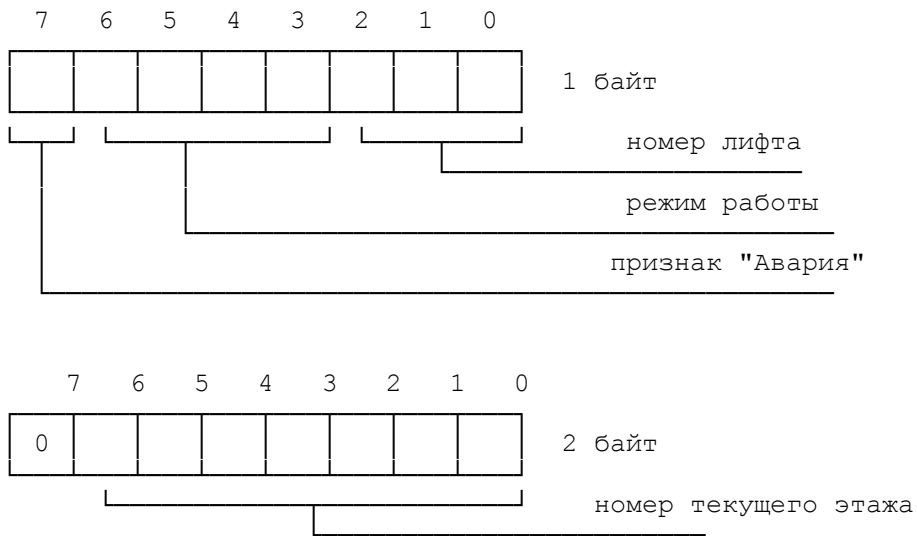 7 6 5 4 3 2 1 0
1 байт
номер лифта
режим работы
признак "Авария"
7 6 5 4 3 2 1 0
0 2 байт
номер текущего этажа